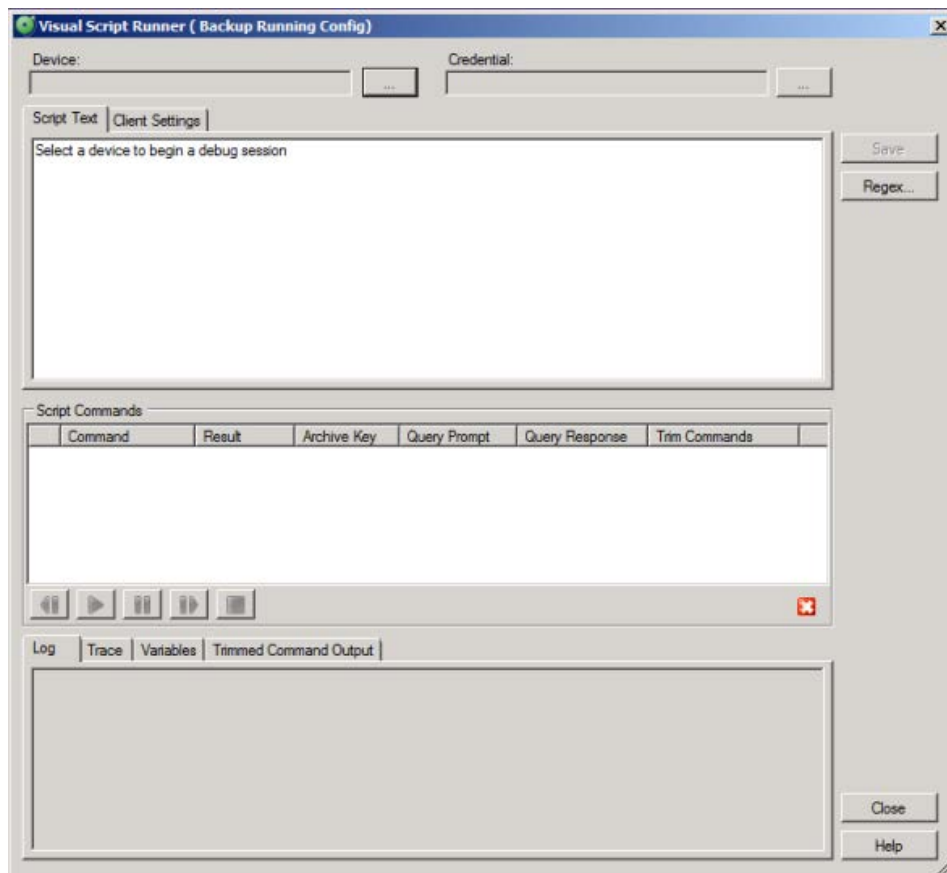 Visual Script Runner ( Backup Running Config)
Device:
Credential:
...
...
Script Text
Client Settings
Select a device to begin a debug session
Save
Regex...
Script Commands
Command
Result
Archive Key
Query Prompt
Query Response
Trim Commands
Log
Trace
Variables
Trimmed Command Output
Close
Help